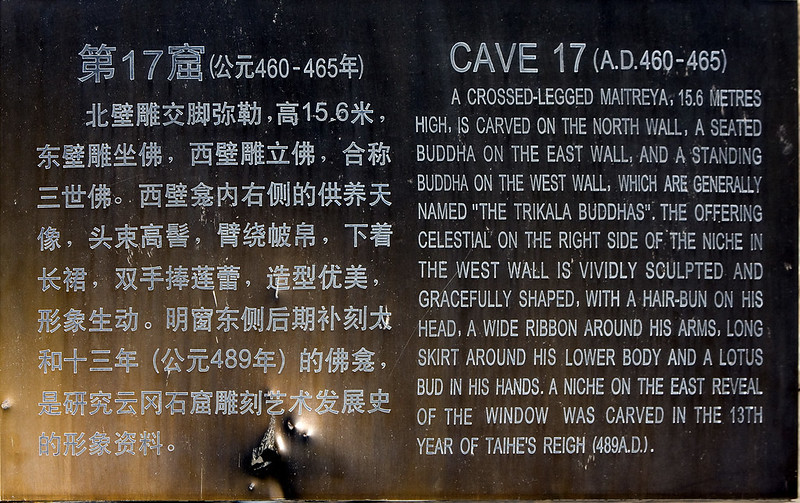 第17窟(公元460-465年)
北壁雕交脚弥勒，高15.6米，
东壁雕坐佛，西壁雕立佛，合称
三世佛。西壁龛内右侧的供养天
像，头束高髻，臂绕帔帛，下着
长裙，双手捧莲蕾，造型优美，
形象生动。明窗东侧后期补刻太
和十三年（公元489年）的佛龛，
是研究云冈石窟雕刻艺术发展史
的形象资料。
CAVE 17 (A.D.460-465)
A CROSSED-LEGGED MAITREYA, 15.6 METRES
HIGH, IS CARVED ON THE NORTH WALL, A SEATED
BUDDHA ON THE EAST WALL, AND A STANDING
BUDDHA ON THE WEST WALL, WHICH ARE GENERALLY
NAMED "THE TRIKALA BUDDHAS". THE OFFERING
CELESTIAL ON THE RIGHT SIDE OF THE NICHE IN
THE WEST WALL IS VIVIDLY SCULPTED AND
GRACEFULLY SHAPED, WITH A HAIR-BUN ON HIS
HEAD, A WIDE RIBBON AROUND HIS ARMS, LONG
SKIRT AROUND HIS LOWER BODY AND A LOTUS
BUD IN HIS HANDS. A NICHE ON THE EAST REVEAL
OF THE WINDOW WAS CARVED IN THE 13TH
YEAR OF TAIHE'S REIGH (489A.D.).